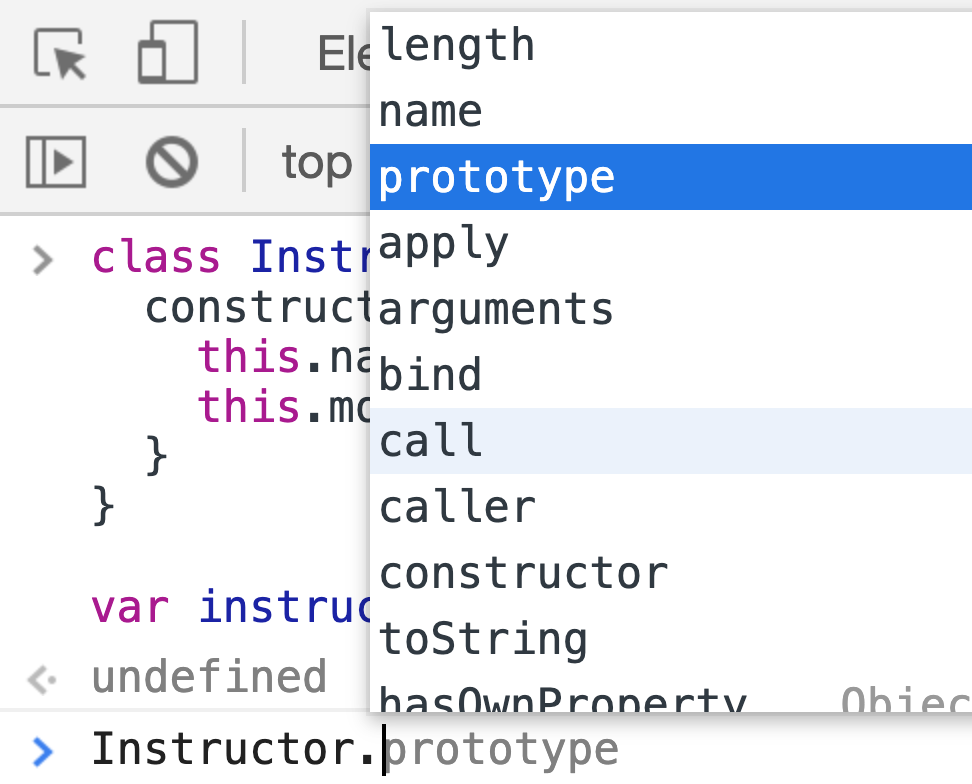 Ele
top
class Instr
construct
this.na
this.mo
}
}
var instruc
undefined
Instructor.prototype
length
name
prototype
apply
arguments
bind
call
caller
constructor
toString
hasOwnProperty Objec